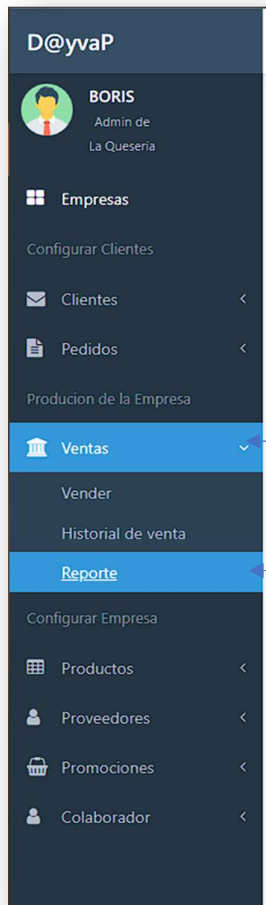 D@yvaP
BORIS
Admin de
La Queseria
Empresas
Configurar Clientes
Clientes
Pedidos
Producion de la Empresa
Ventas
Vender
Historial de venta
Reporte
Configurar Empresa
Productos
Proveedores
Promociones
Colaborador